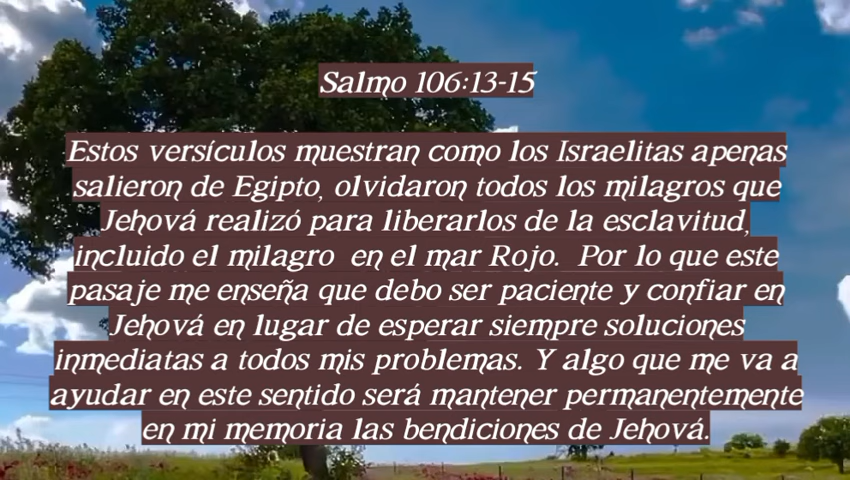 Salmo 106:13-15
Estos versículos muestran como los Israelitas apenas
salieron de Egipto, olvidaron todos los milagros que
Jehová realizó para liberarlos de la esclavitud,
incluido el milagro  en el mar Rojo.  Por lo que este
pasaje me enseña que debo ser paciente y confiar en
Jehová en lugar de esperar siempre soluciones
inmediatas a todos mis problemas. Y algo que me va a
ayudar en este sentido será mantener permanentemente
en mi memoria las bendiciones de Jehová.